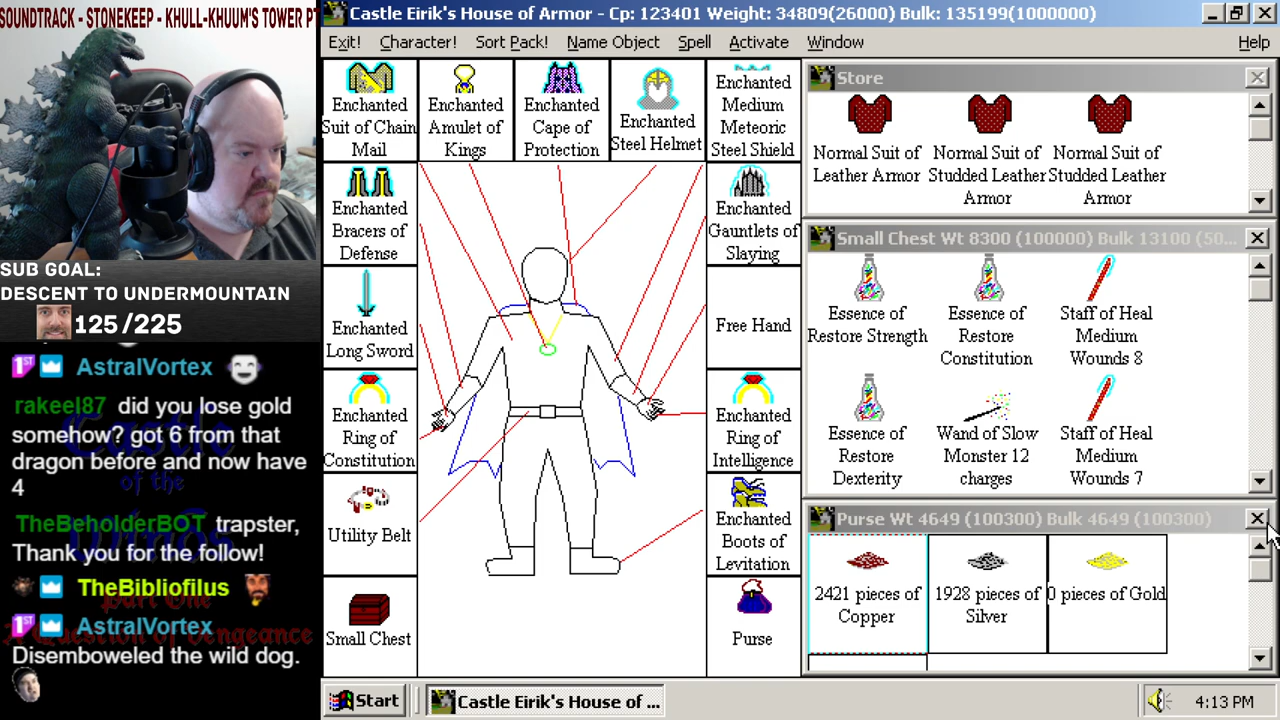 SOUNDTRACK - STONEKEEP - KHULL-KHUUM'S TOWER PT
SUB GOAL:
DESCENT TO UNDERMOUNTAIN
125 /225
AstralVortex
rakeel87 did you lose gold
somehow? got 6 from that
dragon before and now have
4
TheBeholderBOT trapster,
Thank you for the follow!
TheBibliofilus
AstralVortex
Disemboweled the wild dog.
Castle
of the
Winds
Part One
A Question of Vengeance
Castle Eirik's House of Armor - Cp: 123401 Weight: 34809(26000) Bulk: 135199(1000000)
Exit! Character! Sort Pack! Name Object Spell Activate Window Help
Enchanted
Suit of Chain
Mail
Enchanted
Amulet of
Kings
Enchanted
Cape of
Protection
Enchanted
Steel Helmet
Enchanted
Medium
Meteoric
Steel Shield
Enchanted
Bracers of
Defense
Enchanted
Gauntlets of
Slaying
Enchanted
Long Sword
Free Hand
Enchanted
Ring of
Constitution
Enchanted
Ring of
Intelligence
Utility Belt
Enchanted
Boots of
Levitation
Small Chest
Purse
Store
Normal Suit of
Leather Armor
Normal Suit of
Studded Leather
Armor
Normal Suit of
Studded Leather
Armor
Small Chest Wt 8300 (100000) Bulk 13100 (50...
Essence of
Restore Strength
Essence of
Restore
Constitution
Staff of Heal
Medium
Wounds 8
Essence of
Restore
Dexterity
Wand of Slow
Monster 12
charges
Staff of Heal
Medium
Wounds 7
Purse Wt 4649 (100300) Bulk 4649 (100300)
2421 pieces of
Copper
1928 pieces of
Silver
0 pieces of Gold
Start
Castle Eirik's House of ...
4:13 PM